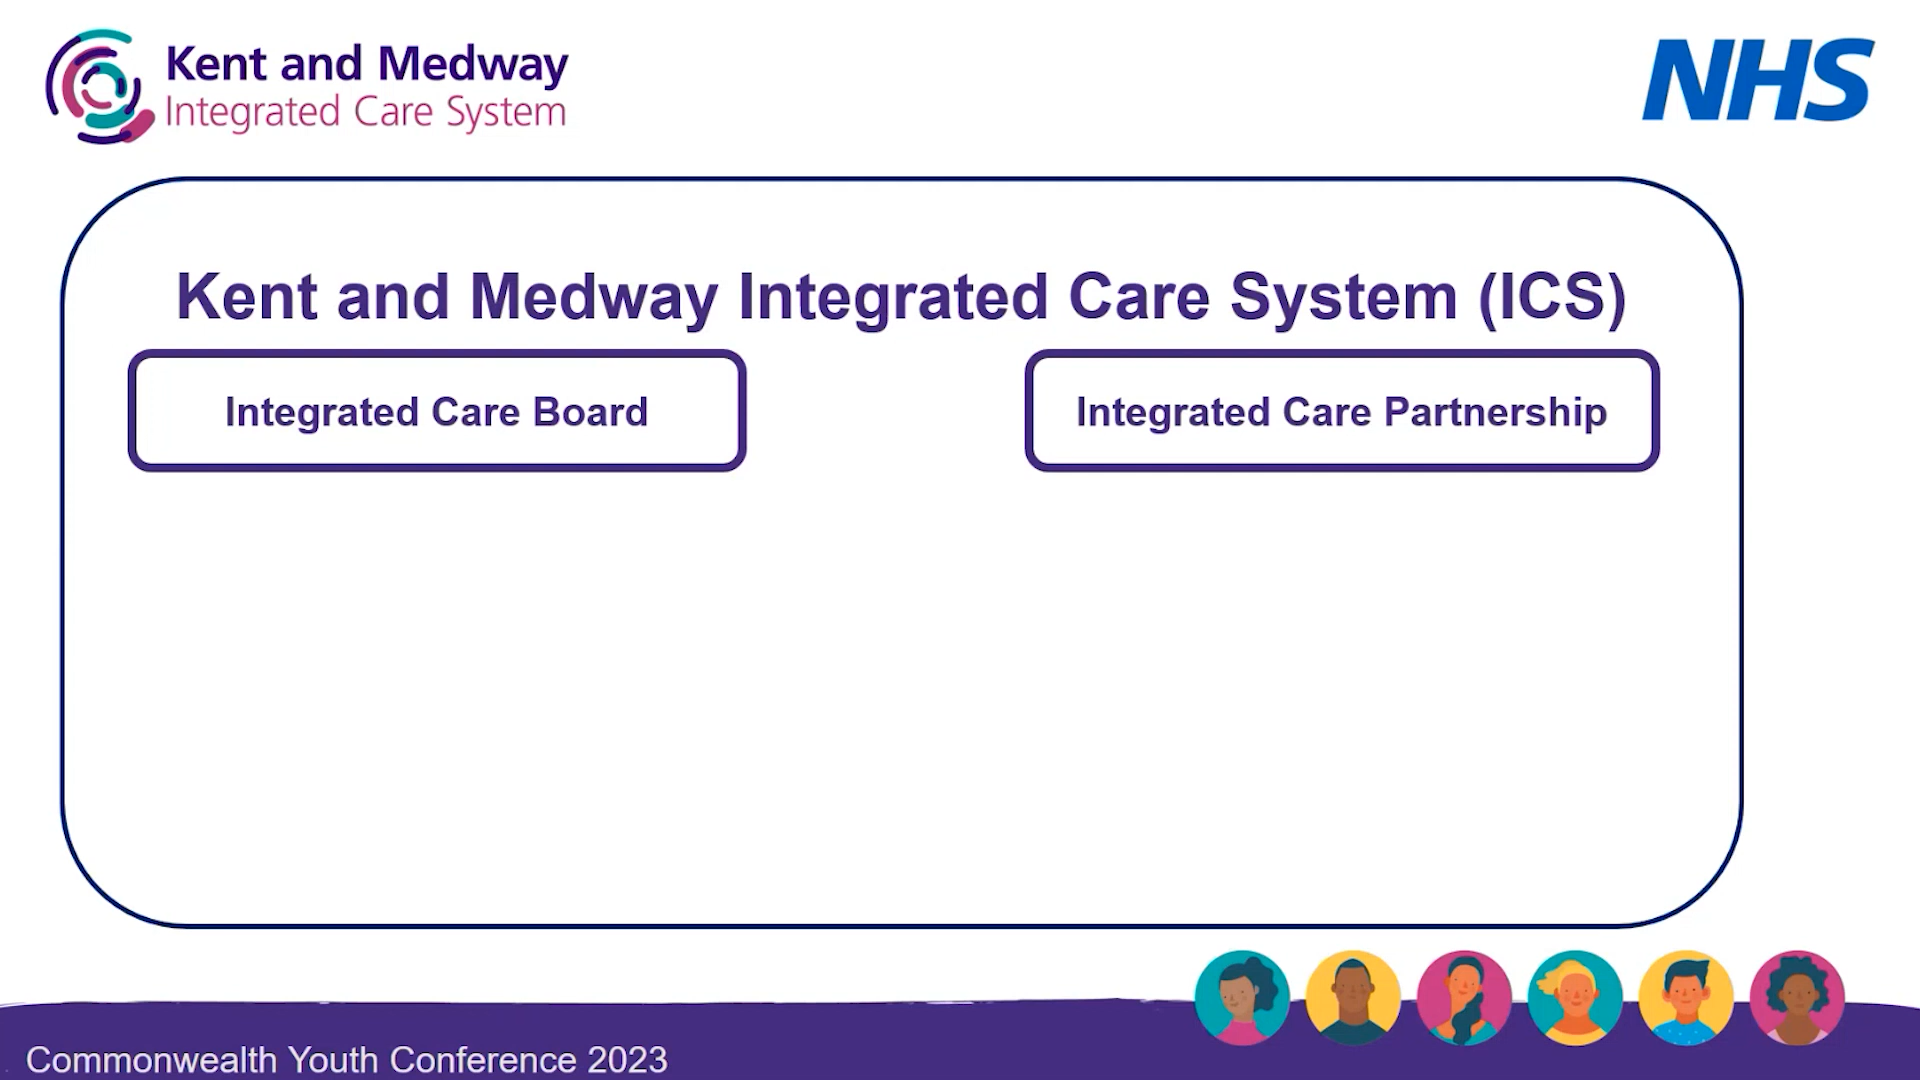 Kent and Medway
Integrated Care System
NHS
Kent and Medway Integrated Care System (ICS)
Integrated Care Board
Integrated Care Partnership
Commonwealth Youth Conference 2023